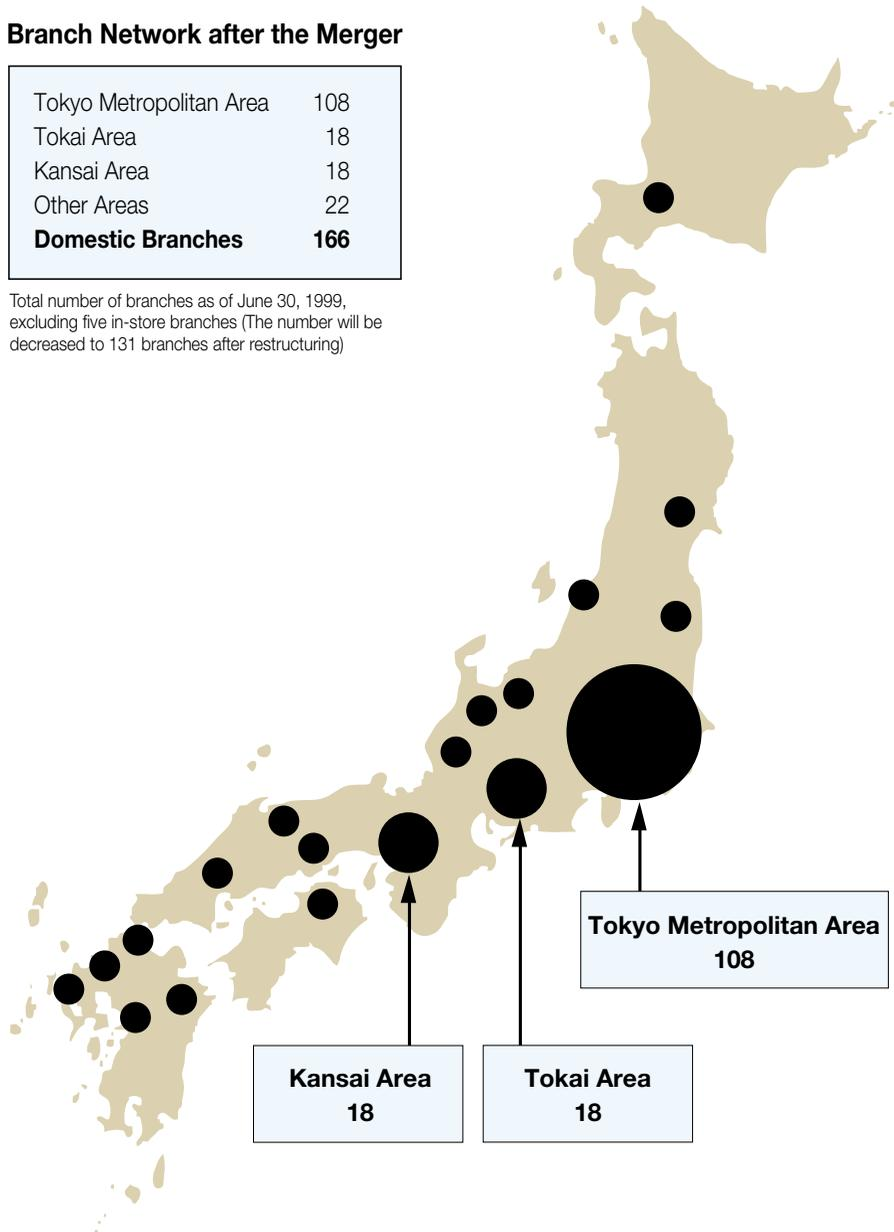 Branch Network after the Merger
Tokyo Metropolitan Area 108
Tokai Area 18
Kansai Area 18
Other Areas 22
Domestic Branches 166
Total number of branches as of June 30, 1999,
excluding five in-store branches (The number will be
decreased to 131 branches after restructuring)
Tokyo Metropolitan Area
108
Kansai Area
18
Tokai Area
18